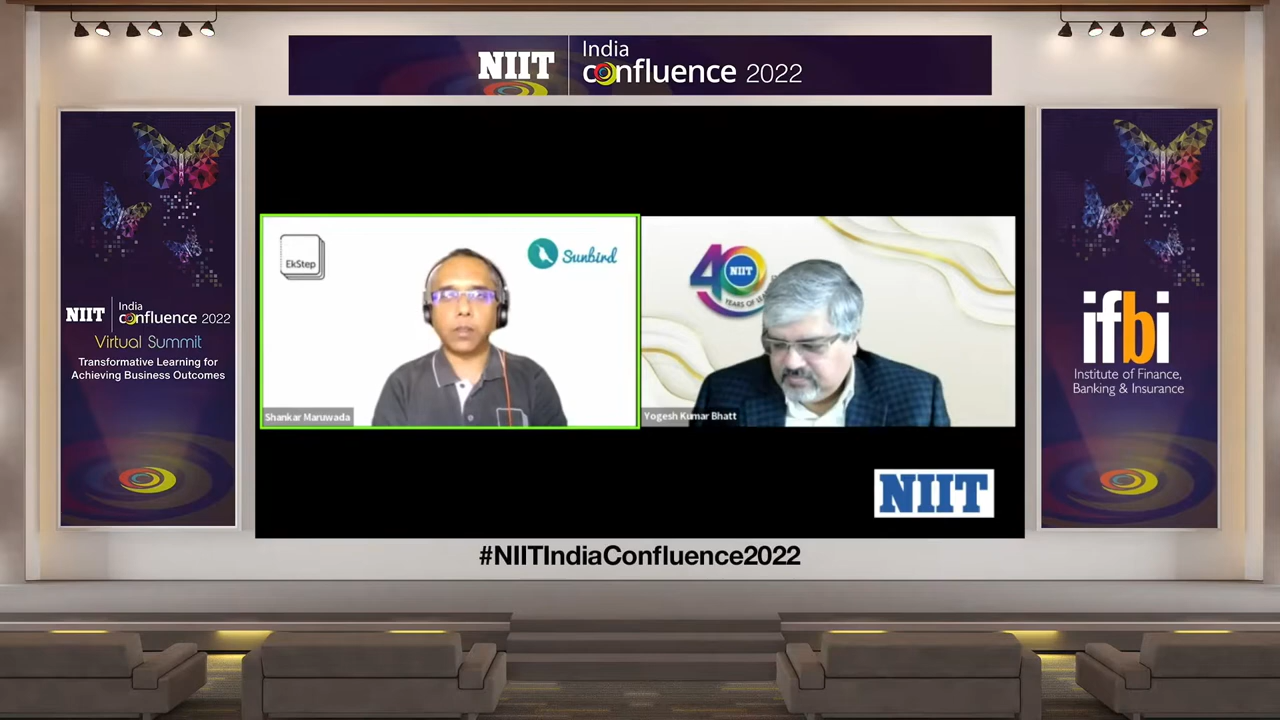 NIIT
India
confluence 2022
NIIT
India
confluence 2022
Virtual Summit
Transformative Learning for
Achieving Business Outcomes
EkStep
Sunbird
Shankar Maruwada
40
NIIT
YEARS OF
Yogesh Kumar Bhatt
NIIT
ifbi
Institute of Finance,
Banking & Insurance
#NIITIndiaConfluence2022